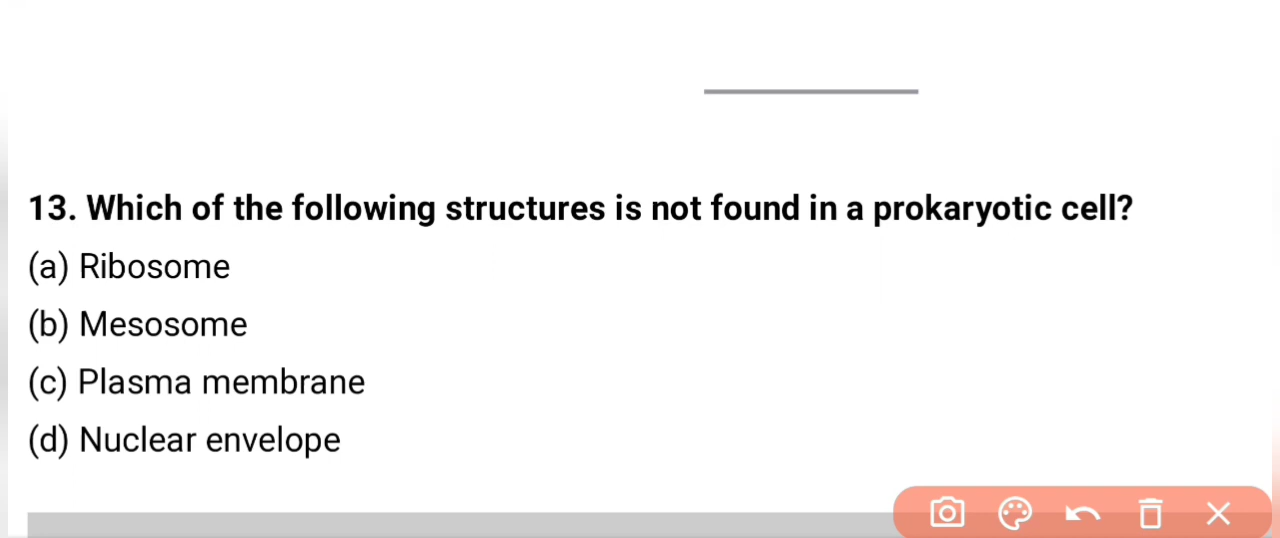 13. Which of the following structures is not found in a prokaryotic cell?
(a) Ribosome
(b) Mesosome
(c) Plasma membrane
(d) Nuclear envelope